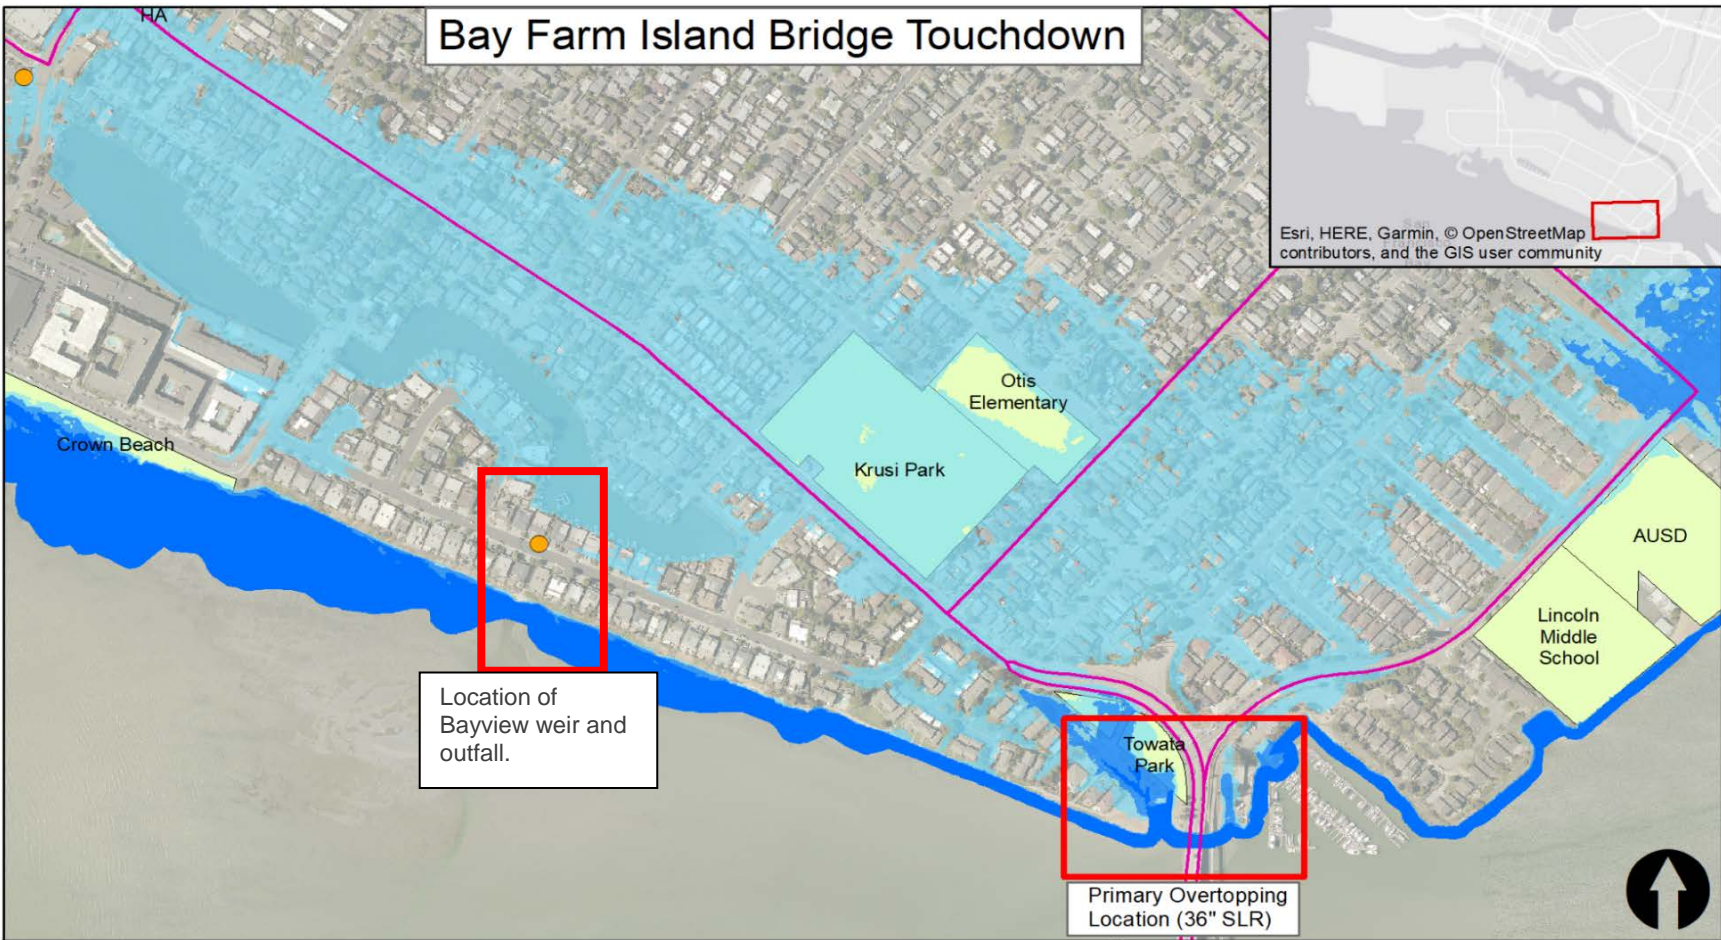 HA
Bay Farm Island Bridge Touchdown
Esri, HERE, Garmin, © OpenStreetMap
contributors, and the GIS user community
Otis
Elementary
Crown Beach
Krusi Park
AUSD
Lincoln
Middle
School
Location of
Bayview weir and
outfall.
Towata
Park
Primary Overtopping
Location (36" SLR)